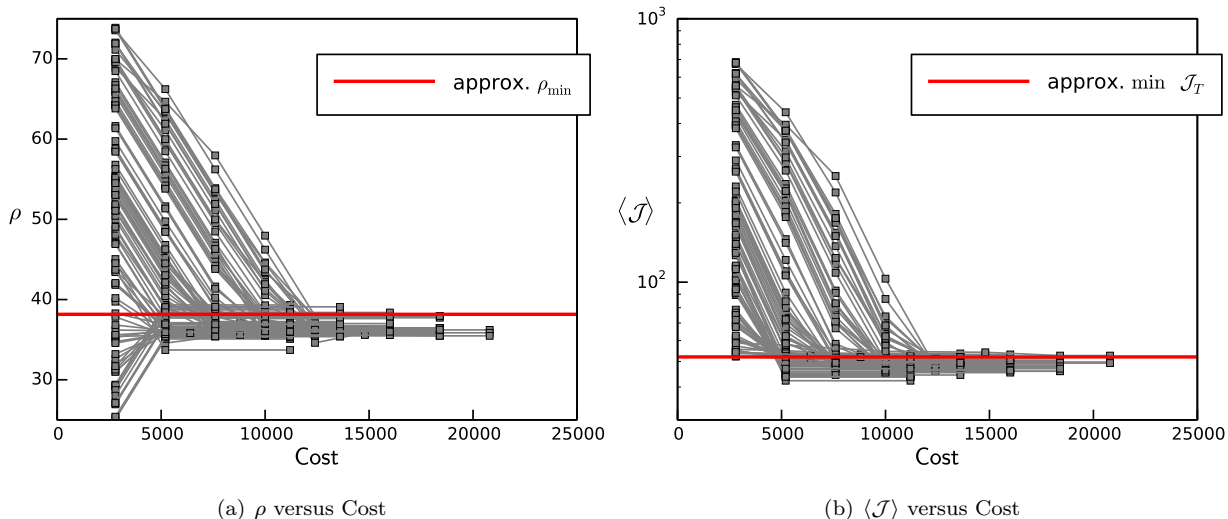 70
60
50
40
30
ρ
approx. ρmin
0 5000 10000 15000 20000 25000
Cost
(a) ρ versus Cost
10³
10²
⟨𝒥⟩
approx. min 𝒥T
0 5000 10000 15000 20000 25000
Cost
(b) ⟨𝒥⟩ versus Cost